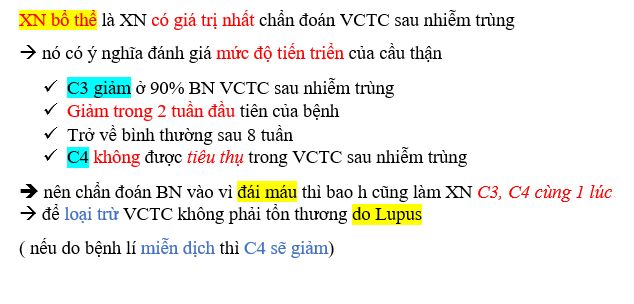 XN bổ thể là XN có giá trị nhất chẩn đoán VCTC sau nhiễm trùng
→ nó có ý nghĩa đánh giá mức độ tiến triển của cầu thận
✓ C3 giảm ở 90% BN VCTC sau nhiễm trùng
✓ Giảm trong 2 tuần đầu tiên của bệnh
✓ Trở về bình thường sau 8 tuần
✓ C4 không được tiêu thụ trong VCTC sau nhiễm trùng
➔ nên chẩn đoán BN vào vì đái máu thì bao h cũng làm XN C3, C4 cùng 1 lúc
→ để loại trừ VCTC không phải tổn thương do Lupus
( nếu do bệnh lí miễn dịch thì C4 sẽ giảm)